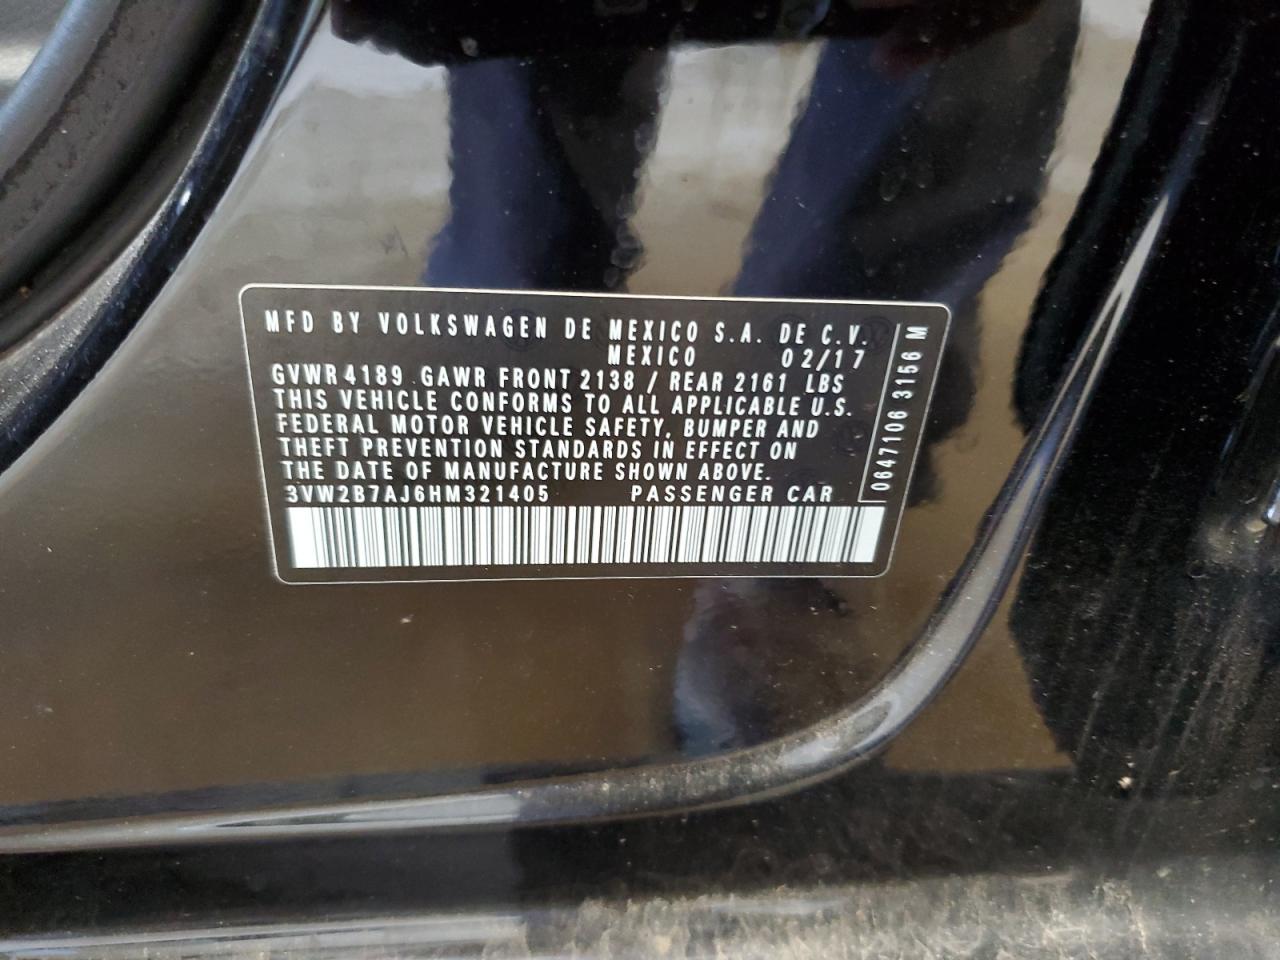 MFD BY VOLKSWAGEN DE MEXICO S.A. DE C.V.
MEXICO 02/17
GVWR 4189 GAWR FRONT 2138 / REAR 2161 LBS
THIS VEHICLE CONFORMS TO ALL APPLICABLE U.S.
FEDERAL MOTOR VEHICLE SAFETY, BUMPER AND
THEFT PREVENTION STANDARDS IN EFFECT ON
THE DATE OF MANUFACTURE SHOWN ABOVE.
3VW2B7AJ6HM321405 PASSENGER CAR
0647106 3156 M